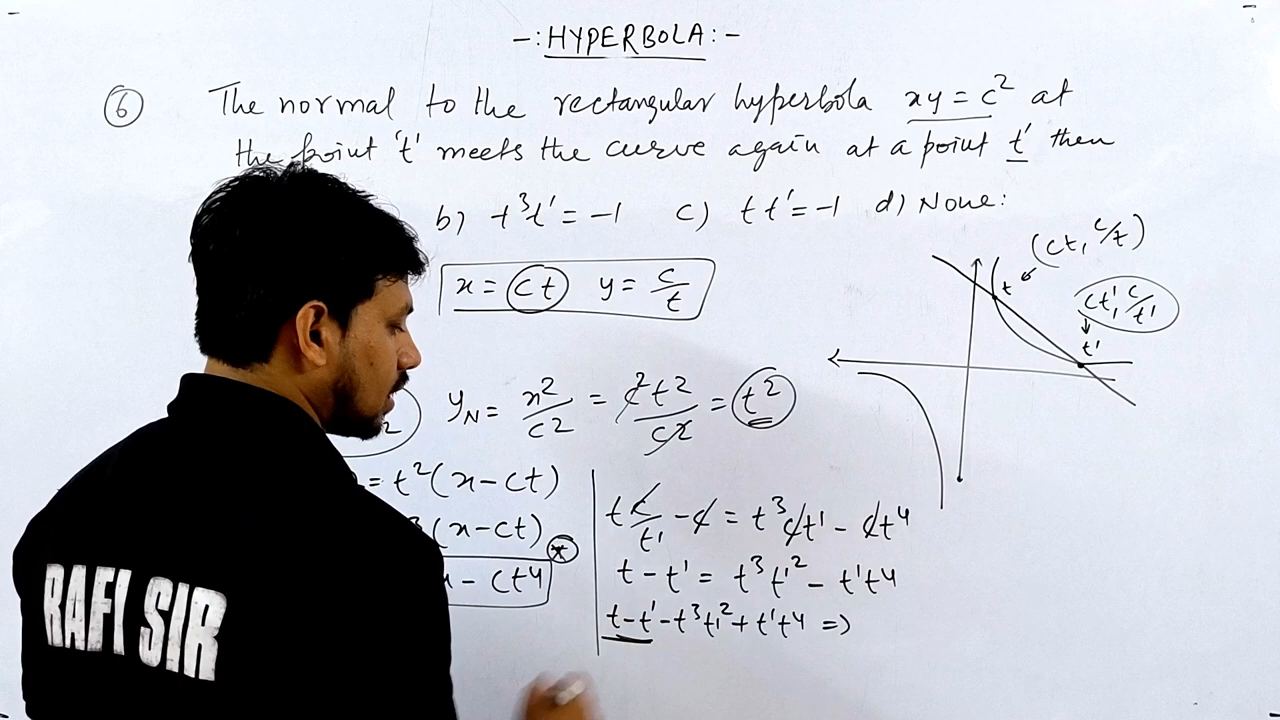 -:HYPERBOLA:-
⑥ The normal to the rectangular hyperbola xy = c² at
the point 't' meets the curve again at a point t' then
b) t³t' = -1 c) tt' = -1 d) None:
x = ct y = c/t
(ct, c/t)
t
ct', c/t'
t'
y_N = x²/c² = c²t²/c² = t²
= t²(x-ct)
(x-ct)
- ct⁴
t c/t' - c = t³ct' - ct⁴
t - t' = t³t'² - t't⁴
t - t' - t³t'² + t't⁴ =>
RAFI SIR